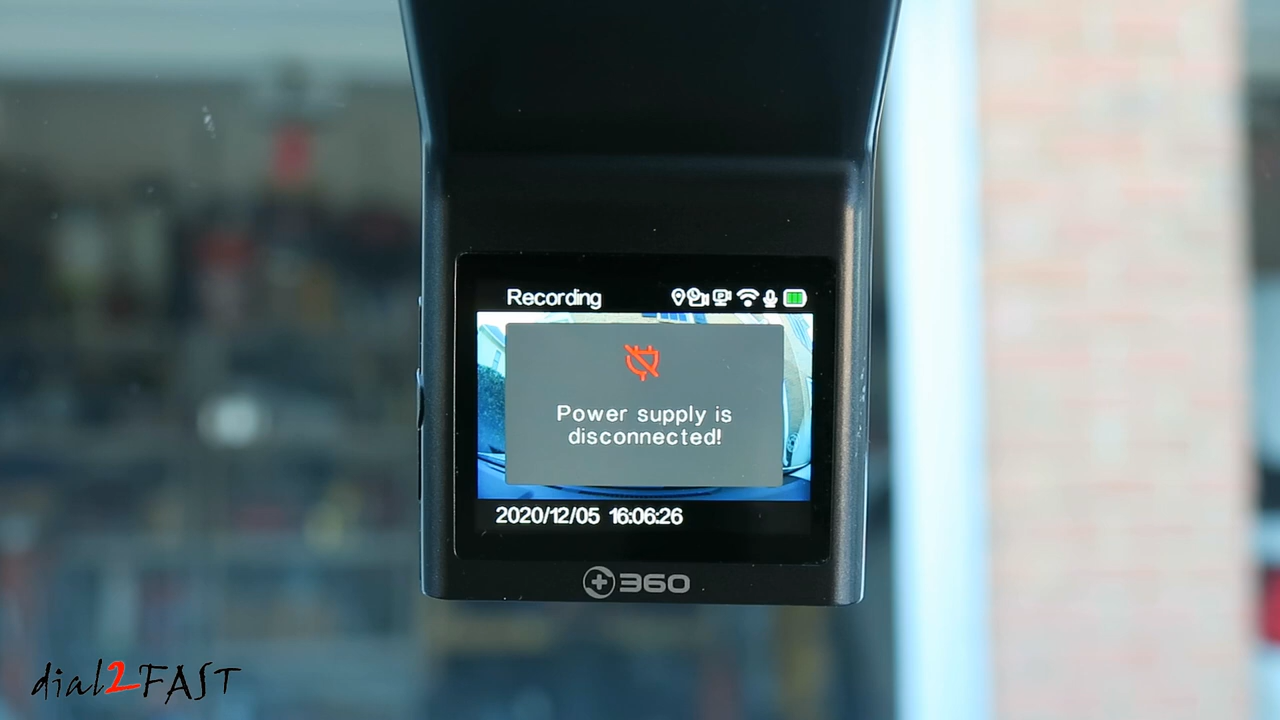 Recording
Power supply is
disconnected!
2020/12/05 16:06:26
360
dial2FAST